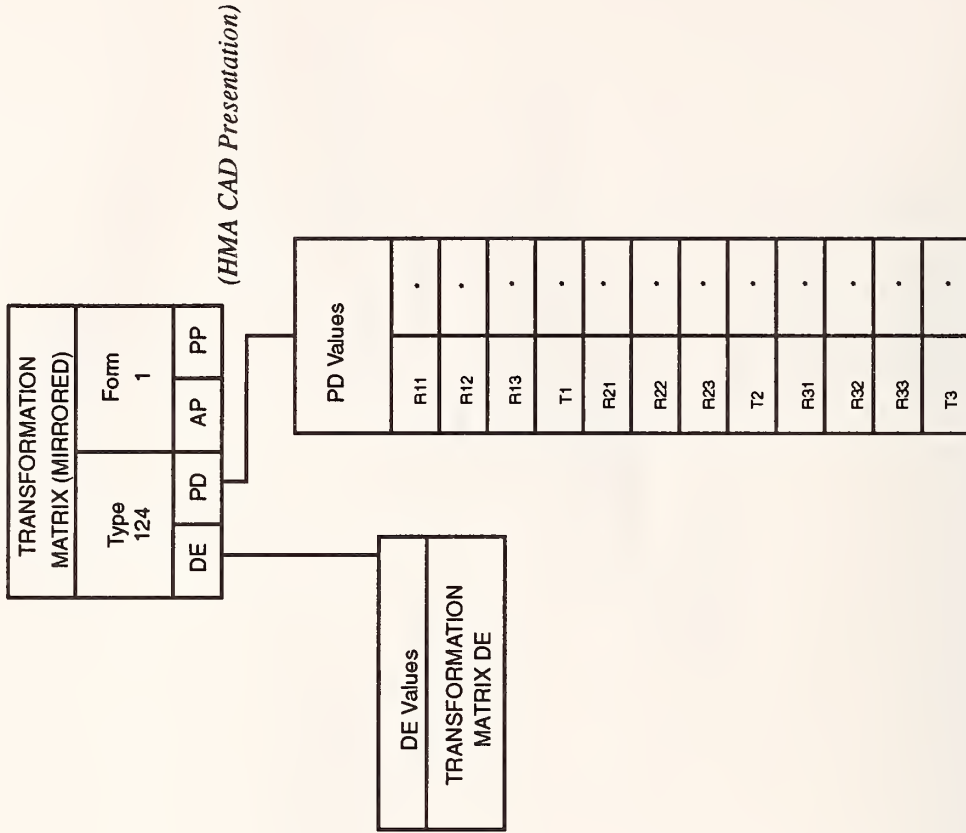 TRANSFORMATION
MATRIX (MIRRORED)
Type
124
Form
1
DE PD AP PP
(HMA CAD Presentation)
DE Values
TRANSFORMATION
MATRIX DE
PD Values
R11 •
R12 •
R13 •
T1 •
R21 •
R22 •
R23 •
T2 •
R31 •
R32 •
R33 •
T3 •